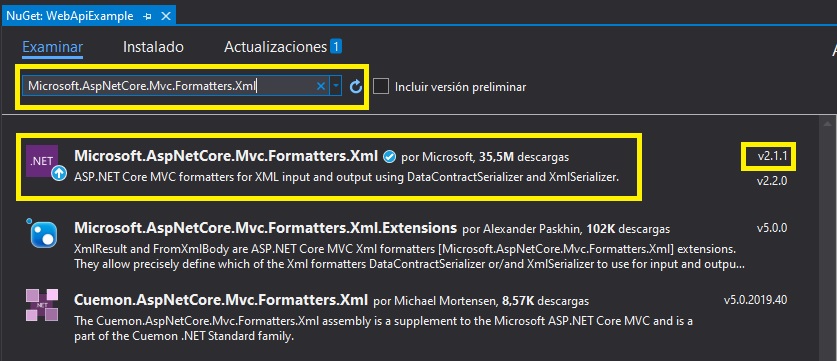 NuGet: WebApiExample
Examinar Instalado Actualizaciones 1
Microsoft.AspNetCore.Mvc.Formatters.Xml Incluir versión preliminar
.NET Microsoft.AspNetCore.Mvc.Formatters.Xml por Microsoft, 35,5M descargas v2.1.1
ASP.NET Core MVC formatters for XML input and output using DataContractSerializer and XmlSerializer. v2.2.0
Microsoft.AspNetCore.Mvc.Formatters.Xml.Extensions por Alexander Paskhin, 102K descargas v5.0.0
XmlResult and FromXmlBody are ASP.NET Core MVC Xml formatters [Microsoft.AspNetCore.Mvc.Formatters.Xml] extensions.
They allow precisely define which of the Xml formatters DataContractSerializer or/and XmlSerializer to use for input and outpu...
.NET Cuemon.AspNetCore.Mvc.Formatters.Xml por Michael Mortensen, 8,57K descargas v5.0.2019.40
The Cuemon.AspNetCore.Mvc.Formatters.Xml assembly is a supplement to the Microsoft ASP.NET Core MVC and is a
part of the Cuemon .NET Standard family.